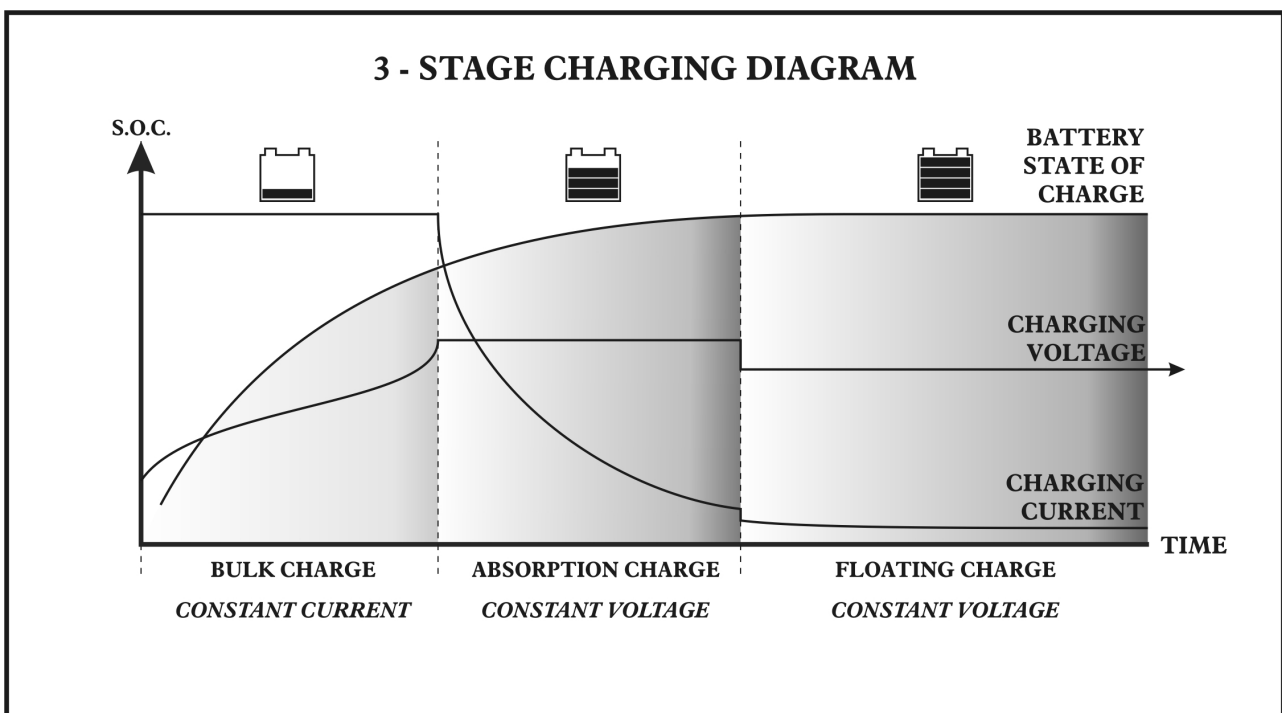 3 - STAGE CHARGING DIAGRAM
S.O.C.
BATTERY
STATE OF
CHARGE
CHARGING
VOLTAGE
CHARGING
CURRENT
TIME
BULK CHARGE
ABSORPTION CHARGE
FLOATING CHARGE
CONSTANT CURRENT
CONSTANT VOLTAGE
CONSTANT VOLTAGE